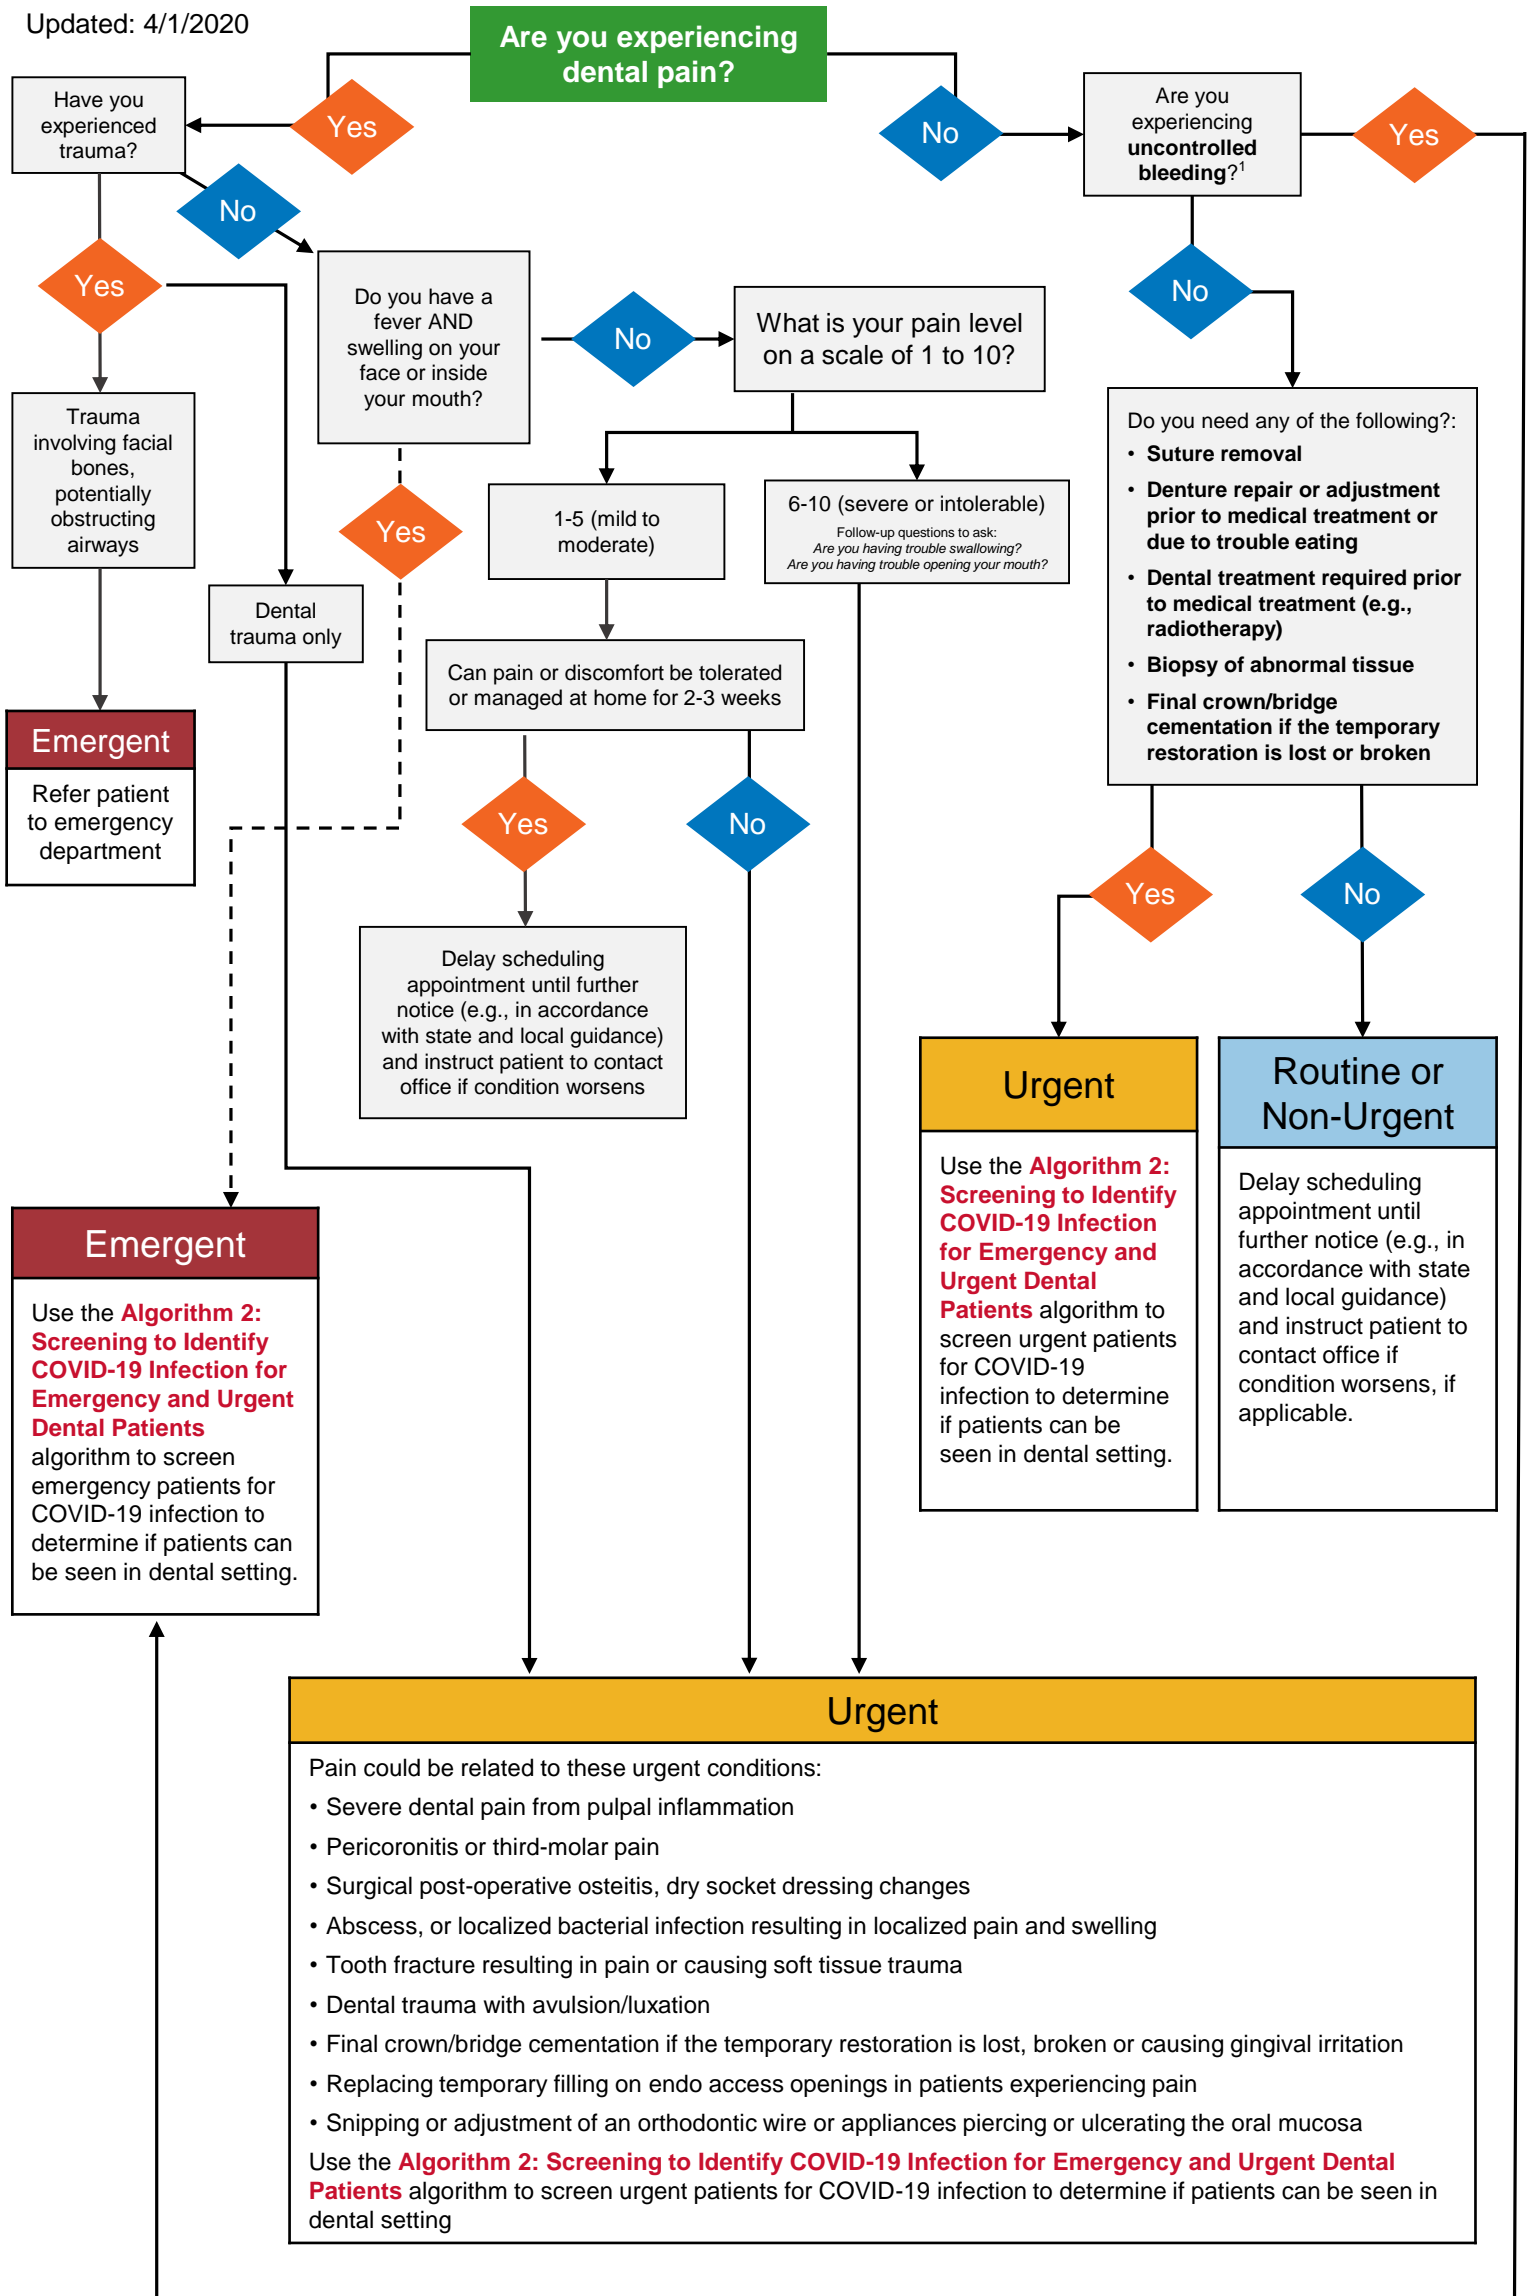 Updated: 4/1/2020
Are you experiencing
dental pain?
Have you
experienced
trauma?
Yes
No
Are you
experiencing
uncontrolled
bleeding?1
Yes
No
Yes
Do you have a
fever AND
swelling on your
face or inside
your mouth?
No
What is your pain level
on a scale of 1 to 10?
No
Trauma
involving facial
bones,
potentially
obstructing
airways
Yes
1-5 (mild to
moderate)
6-10 (severe or intolerable)
Follow-up questions to ask:
Are you having trouble swallowing?
Are you having trouble opening your mouth?
Do you need any of the following?:
• Suture removal
• Denture repair or adjustment
prior to medical treatment or
due to trouble eating
• Dental treatment required prior
to medical treatment (e.g.,
radiotherapy)
• Biopsy of abnormal tissue
• Final crown/bridge
cementation if the temporary
restoration is lost or broken
Dental
trauma only
Can pain or discomfort be tolerated
or managed at home for 2-3 weeks
Emergent
Refer patient
to emergency
department
Yes
No
Yes
No
Delay scheduling
appointment until further
notice (e.g., in accordance
with state and local guidance)
and instruct patient to contact
office if condition worsens
Urgent
Use the Algorithm 2:
Screening to Identify
COVID-19 Infection
for Emergency and
Urgent Dental
Patients algorithm to
screen urgent patients
for COVID-19
infection to determine
if patients can be
seen in dental setting.
Routine or
Non-Urgent
Delay scheduling
appointment until
further notice (e.g., in
accordance with state
and local guidance)
and instruct patient to
contact office if
condition worsens, if
applicable.
Emergent
Use the Algorithm 2:
Screening to Identify
COVID-19 Infection for
Emergency and Urgent
Dental Patients
algorithm to screen
emergency patients for
COVID-19 infection to
determine if patients can
be seen in dental setting.
Urgent
Pain could be related to these urgent conditions:
• Severe dental pain from pulpal inflammation
• Pericoronitis or third-molar pain
• Surgical post-operative osteitis, dry socket dressing changes
• Abscess, or localized bacterial infection resulting in localized pain and swelling
• Tooth fracture resulting in pain or causing soft tissue trauma
• Dental trauma with avulsion/luxation
• Final crown/bridge cementation if the temporary restoration is lost, broken or causing gingival irritation
• Replacing temporary filling on endo access openings in patients experiencing pain
• Snipping or adjustment of an orthodontic wire or appliances piercing or ulcerating the oral mucosa
Use the Algorithm 2: Screening to Identify COVID-19 Infection for Emergency and Urgent Dental
Patients algorithm to screen urgent patients for COVID-19 infection to determine if patients can be seen in
dental setting